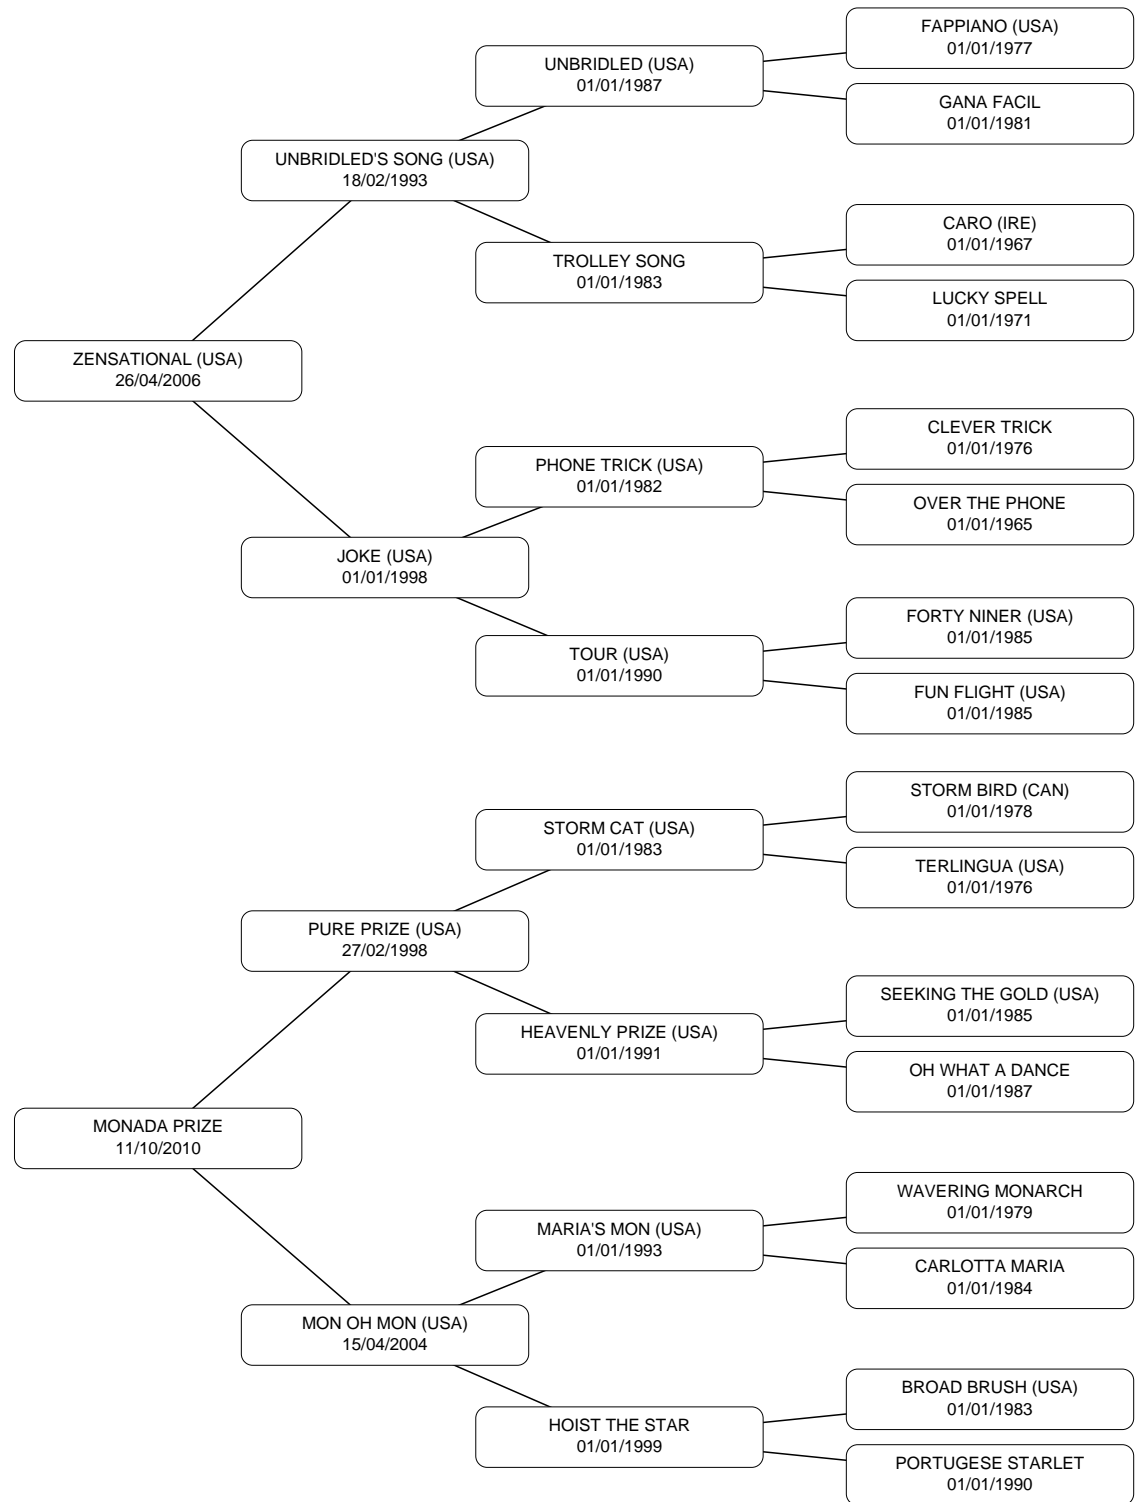 FAPPIANO (USA)
01/01/1977
UNBRIDLED (USA)
01/01/1987
GANA FACIL
01/01/1981
UNBRIDLED'S SONG (USA)
18/02/1993
CARO (IRE)
01/01/1967
TROLLEY SONG
01/01/1983
LUCKY SPELL
01/01/1971
ZENSATIONAL (USA)
26/04/2006
CLEVER TRICK
01/01/1976
PHONE TRICK (USA)
01/01/1982
OVER THE PHONE
01/01/1965
JOKE (USA)
01/01/1998
FORTY NINER (USA)
01/01/1985
TOUR (USA)
01/01/1990
FUN FLIGHT (USA)
01/01/1985
STORM BIRD (CAN)
01/01/1978
STORM CAT (USA)
01/01/1983
TERLINGUA (USA)
01/01/1976
PURE PRIZE (USA)
27/02/1998
SEEKING THE GOLD (USA)
01/01/1985
HEAVENLY PRIZE (USA)
01/01/1991
OH WHAT A DANCE
01/01/1987
MONADA PRIZE
11/10/2010
WAVERING MONARCH
01/01/1979
MARIA'S MON (USA)
01/01/1993
CARLOTTA MARIA
01/01/1984
MON OH MON (USA)
15/04/2004
BROAD BRUSH (USA)
01/01/1983
HOIST THE STAR
01/01/1999
PORTUGESE STARLET
01/01/1990